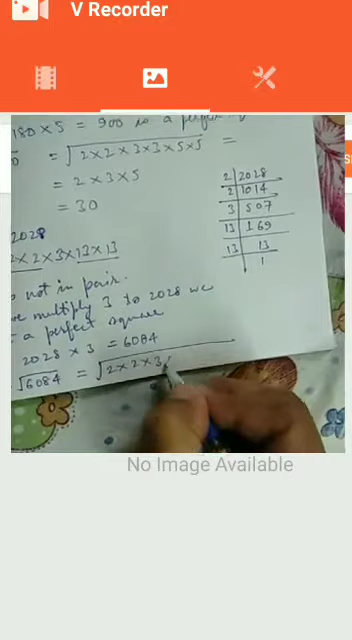 V Recorder
180 × 5 = 900 is a perfect
= √2×2×3×3×5×5 =
= 2×3×5
= 30
2028
× 2 × 3 × 13 × 13
not in pair.
multiply 3 to 2028 we
a perfect square
2028 × 3 = 6084
√6084 = √2×2×3
2 | 2028
2 | 1014
3 | 507
13 | 169
13 | 13
1
No Image Available